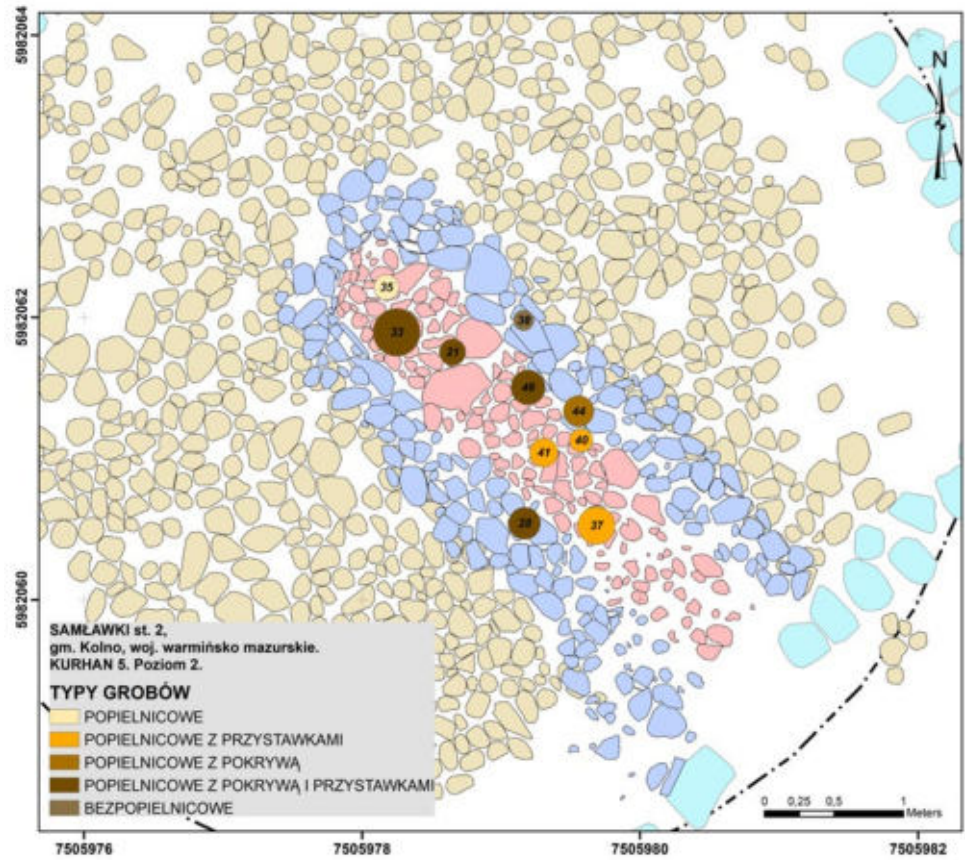 5982064
N
5982062
35
33
21
38
46
44
40
41
28
37
5982060
SAMŁAWKI st. 2,
gm. Kolno, woj. warmińsko mazurskie.
KURHAN 5. Poziom 2.
TYPY GROBÓW
POPIELNICOWE
POPIELNICOWE Z PRZYSTAWKAMI
POPIELNICOWE Z POKRYWĄ
POPIELNICOWE Z POKRYWĄ I PRZYSTAWKAMI
BEZPOPIELNICOWE
0 0,25 0,5 1
Meters
7505976 7505978 7505980 7505982